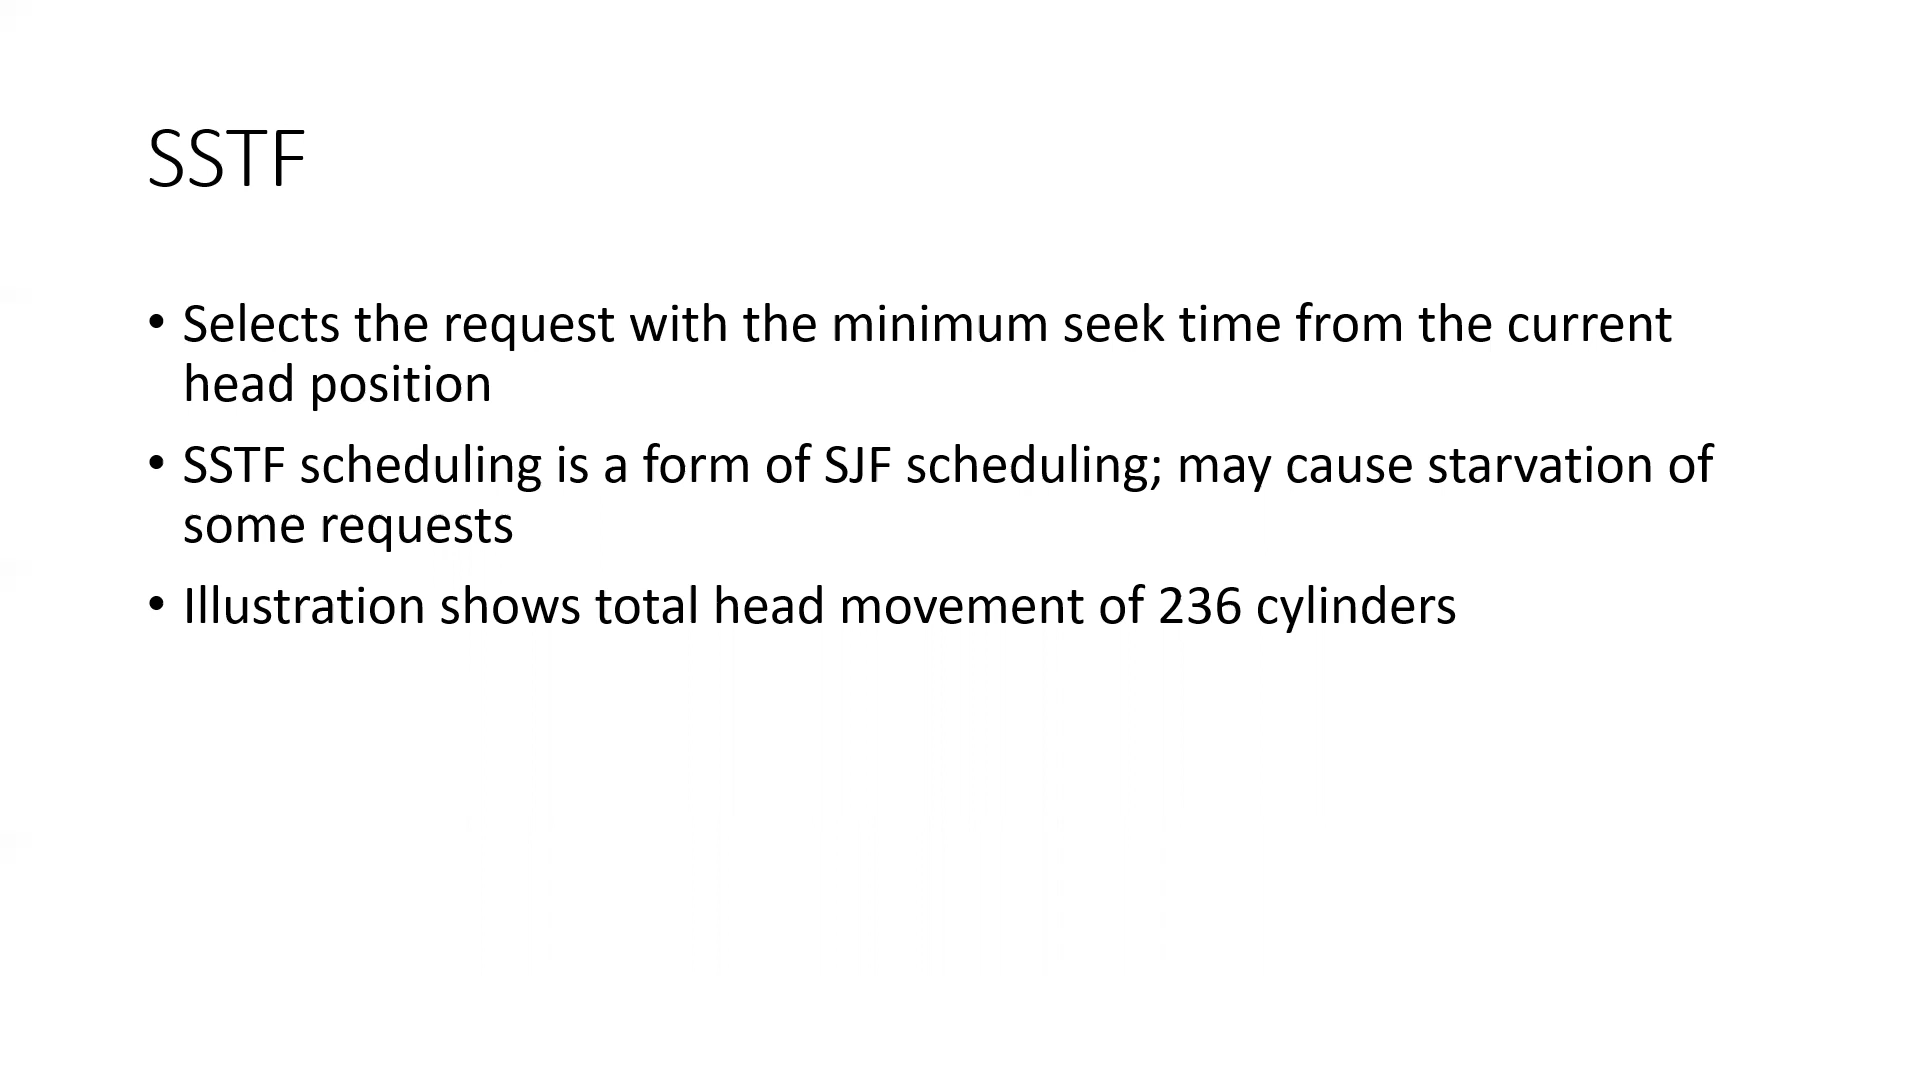 SSTF
• Selects the request with the minimum seek time from the current
head position
• SSTF scheduling is a form of SJF scheduling; may cause starvation of
some requests
• Illustration shows total head movement of 236 cylinders